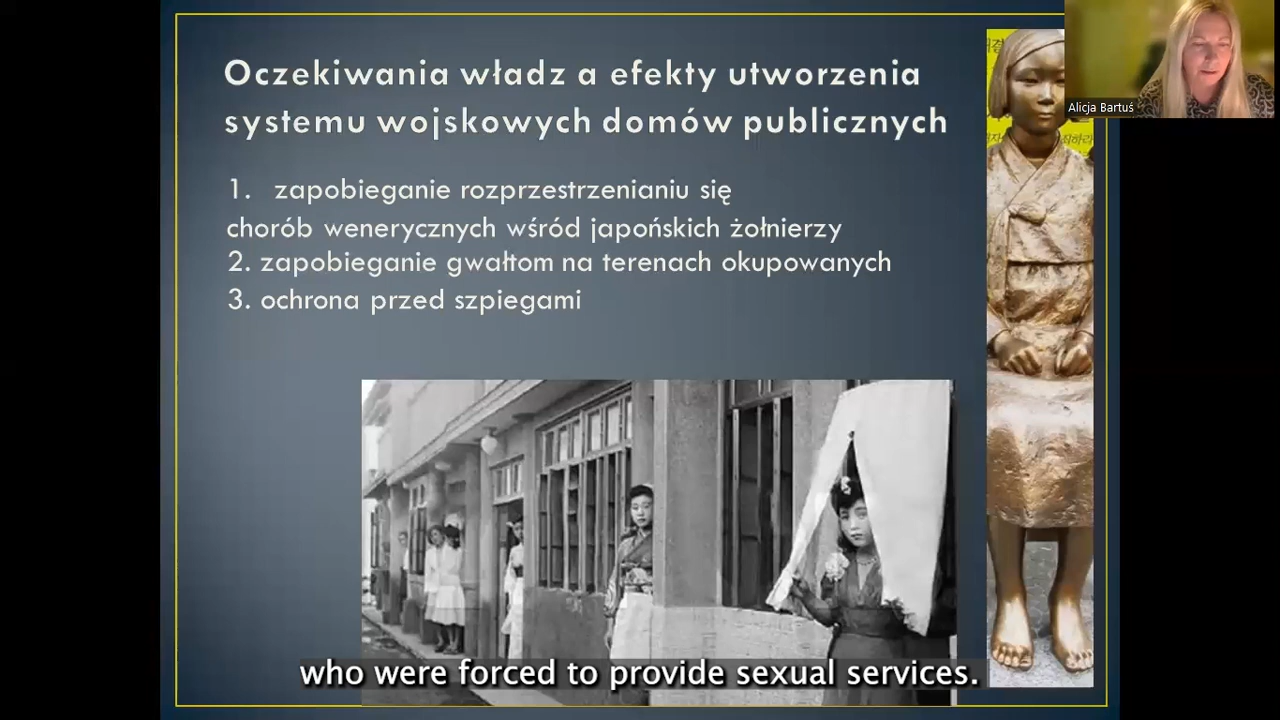 Oczekiwania władz a efekty utworzenia
systemu wojskowych domów publicznych
1. zapobieganie rozprzestrzenianiu się
chorób wenerycznych wśród japońskich żołnierzy
2. zapobieganie gwałtom na terenach okupowanych
3. ochrona przed szpiegami
Alicja Bartuś
who were forced to provide sexual services.